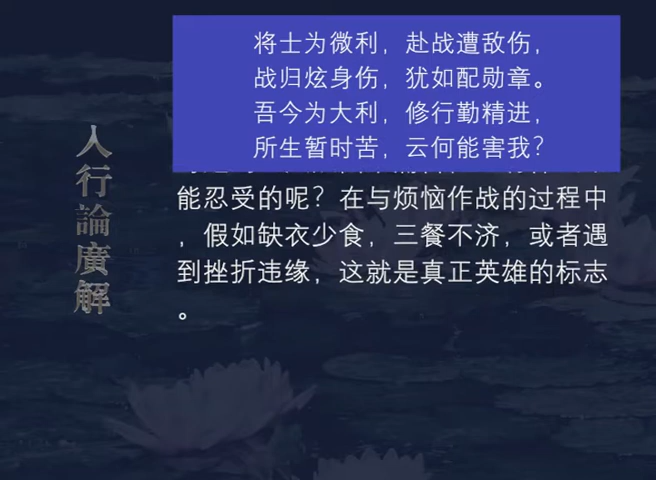 将士为微利，赴战遭敌伤，
战归炫身伤，犹如配勋章。
吾今为大利，修行勤精进，
所生暂时苦，云何能害我？
能忍受的呢？在与烦恼作战的过程中
，假如缺衣少食，三餐不济，或者遇
到挫折违缘，这就是真正英雄的标志
。
入行論廣解